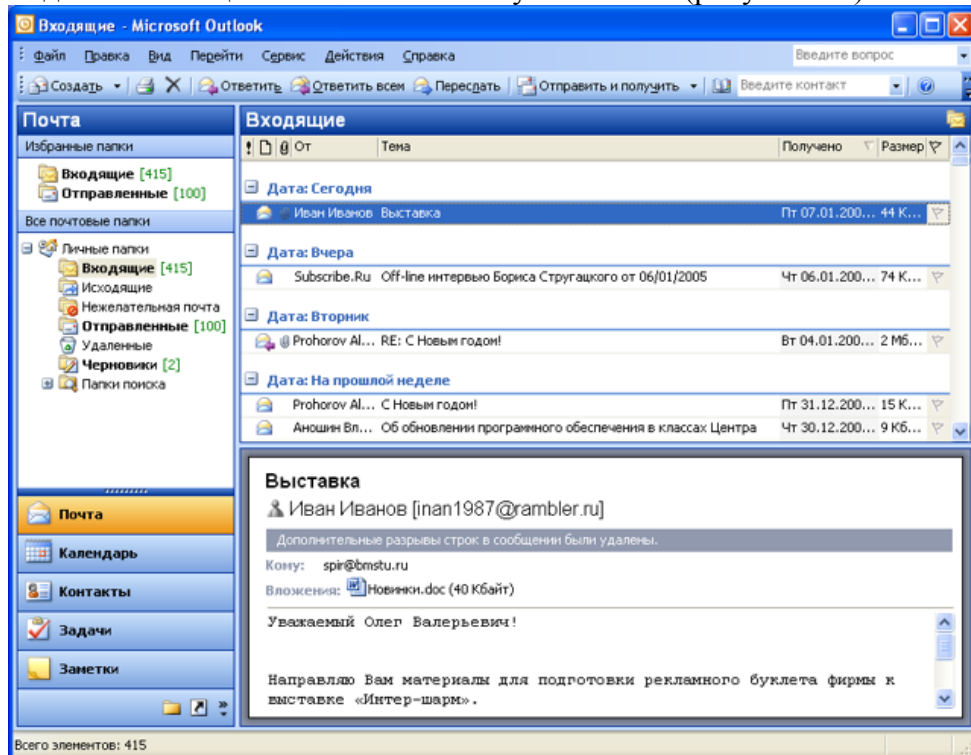 Входящие - Microsoft Outlook
Файл Правка Вид Перейти Сервис Действия Справка Введите вопрос
Создать Ответить Ответить всем Переслать Отправить и получить Введите контакт
Почта
Избранные папки
Входящие [415]
Отправленные [100]
Все почтовые папки
Личные папки
Входящие [415]
Исходящие
Нежелательная почта
Отправленные [100]
Удаленные
Черновики [2]
Папки поиска
Почта
Календарь
Контакты
Задачи
Заметки
Входящие
От Тема Получено Размер
Дата: Сегодня
Иван Иванов Выставка Пт 07.01.200... 44 К...
Дата: Вчера
Subscribe.Ru Off-line интервью Бориса Стругацкого от 06/01/2005 Чт 06.01.200... 74 К...
Дата: Вторник
Prohorov Al... RE: С Новым годом! Вт 04.01.200... 2 Мб...
Дата: На прошлой неделе
Prohorov Al... С Новым годом! Пт 31.12.200... 15 К...
Аношин Вл... Об обновлении программного обеспечения в классах Центра Чт 30.12.200... 9 Кб...
Выставка
Иван Иванов [inan1987@rambler.ru]
Дополнительные разрывы строк в сообщении были удалены.
Кому: spir@bmstu.ru
Вложения: Новинки.doc (40 Кбайт)
Уважаемый Олег Валерьевич!
Направляю Вам материалы для подготовки рекламного буклета фирмы к
выставке «Интер-шарм».
Всего элементов: 415